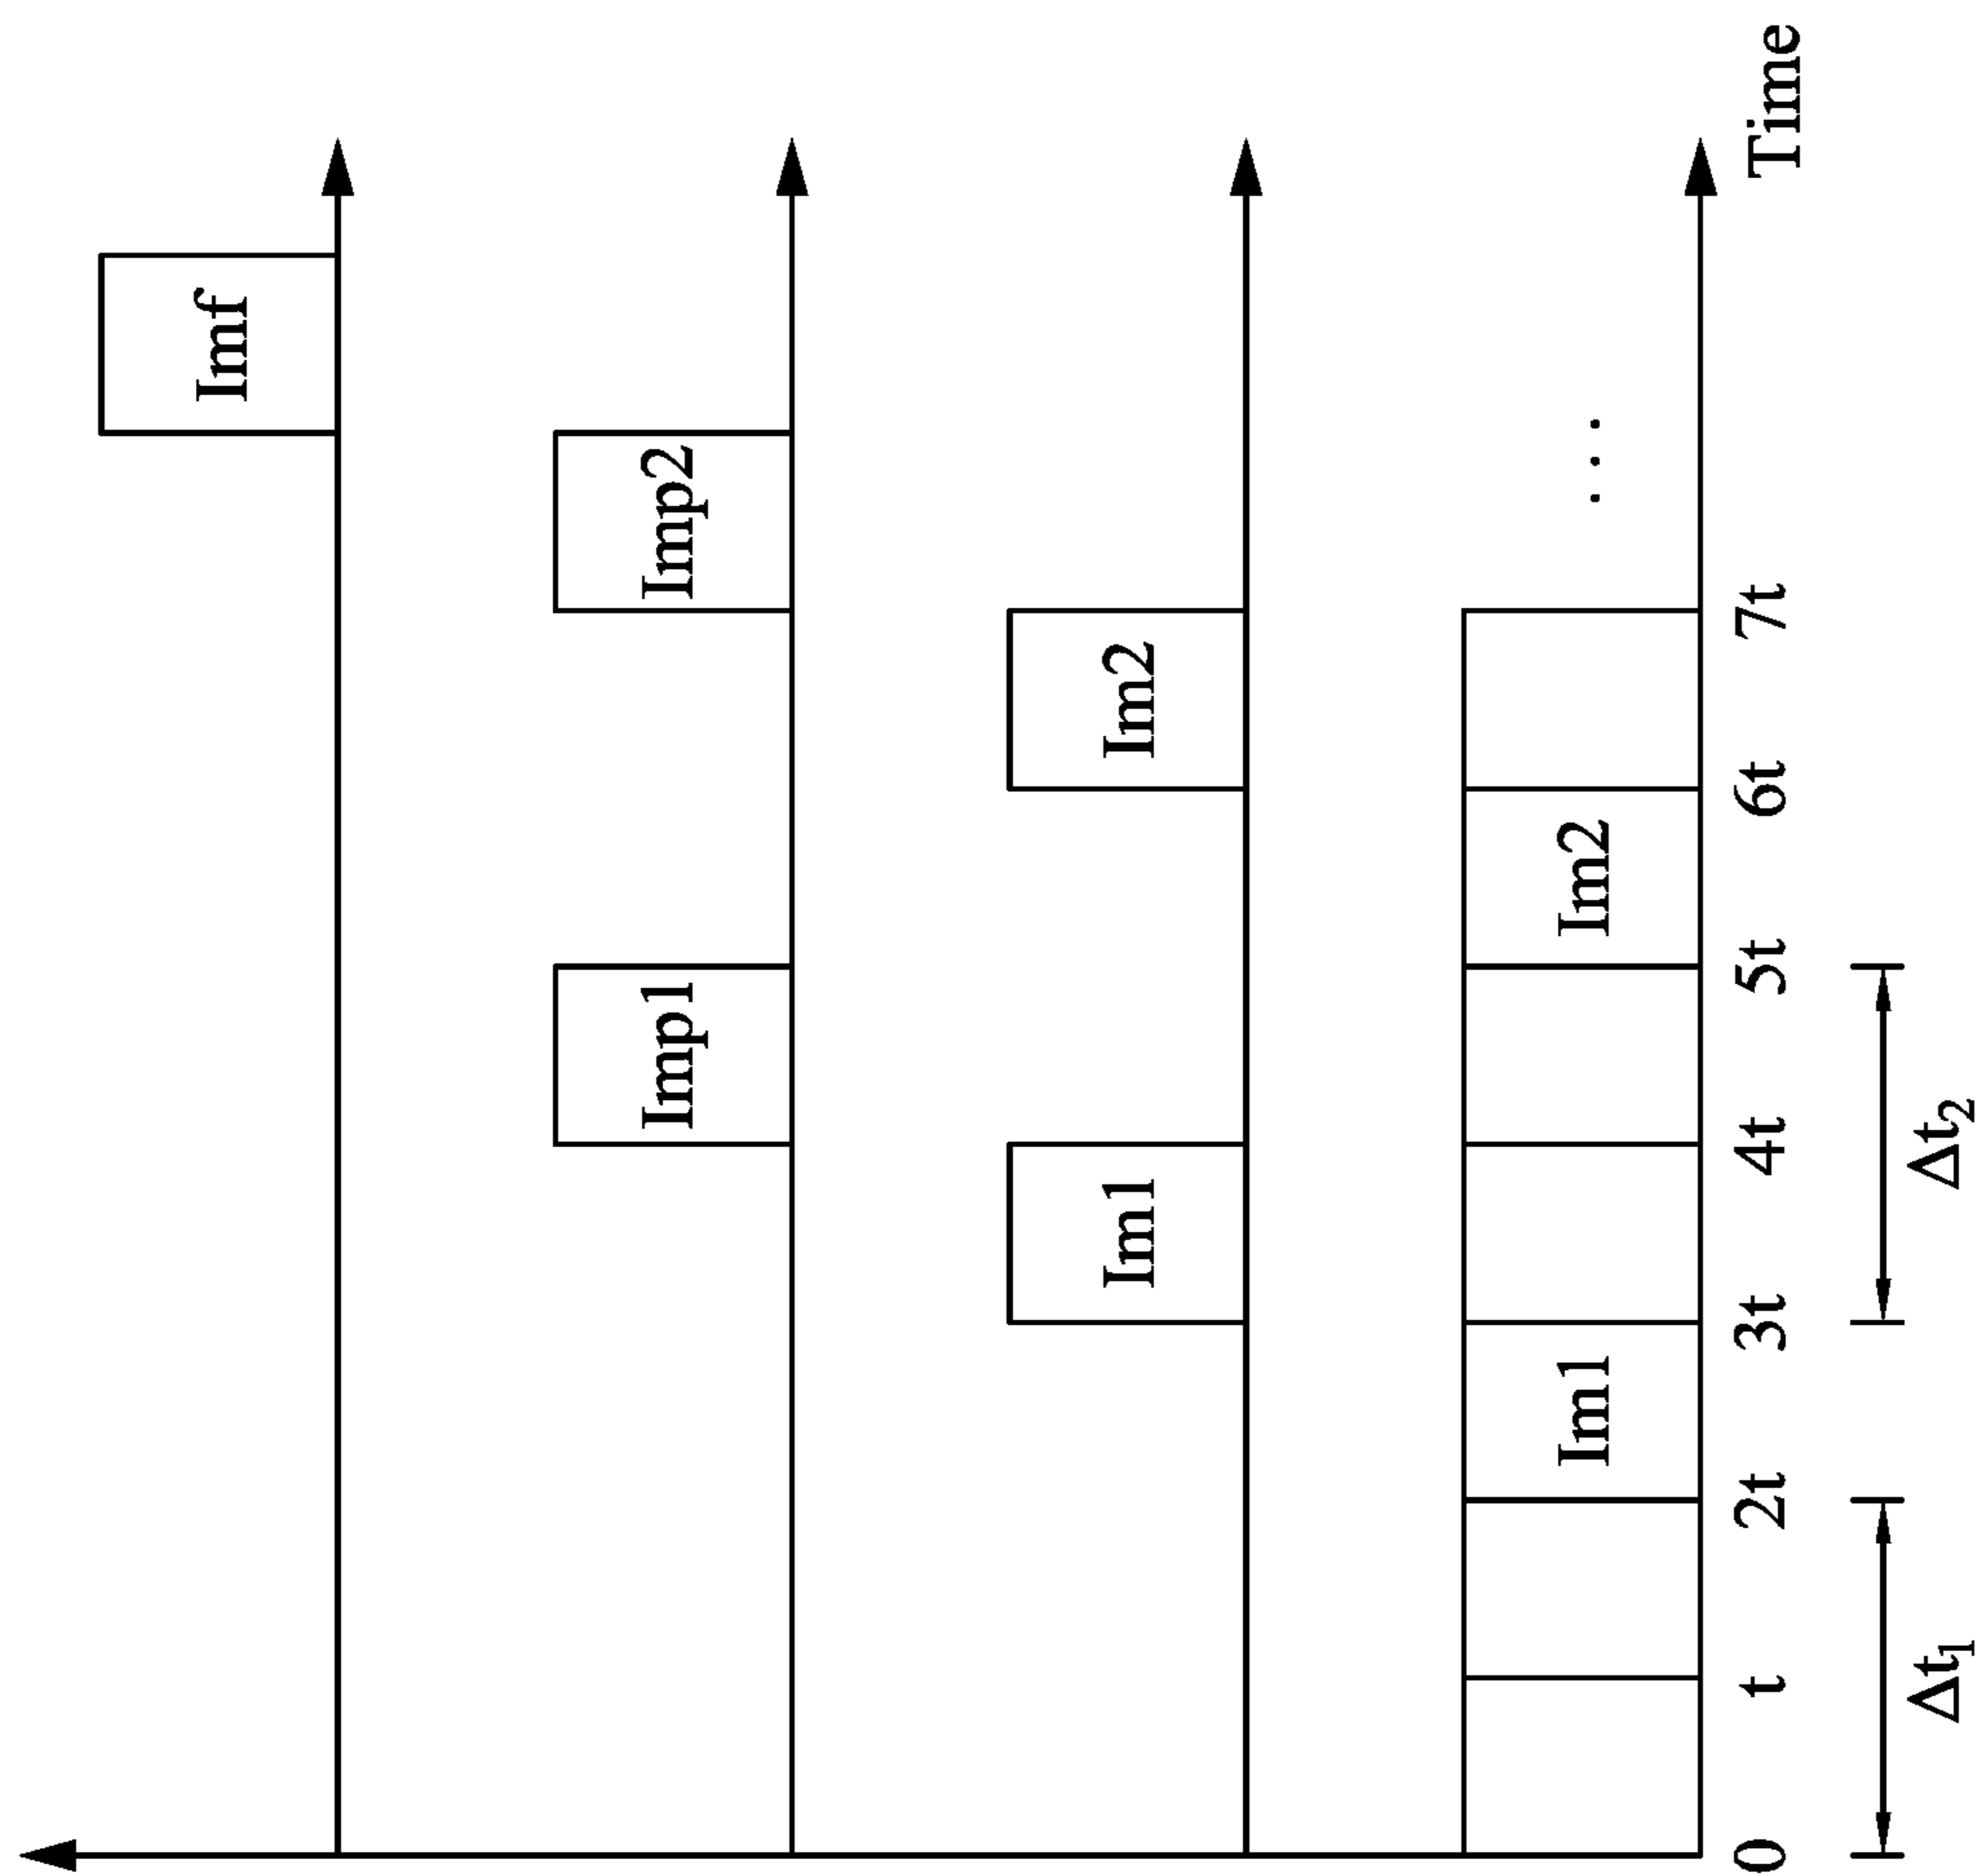 Imf
Imp1 Imp2
Im1 Im2
Im1 Im2 ...
0 t 2t 3t 4t 5t 6t 7t Time
Δt₁ Δt₂